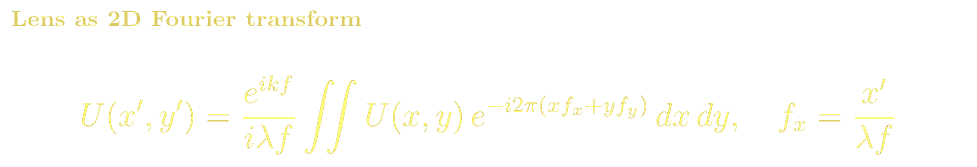 Lens as 2D Fourier transform
U(x', y') = \frac{e^{ikf}}{i\lambda f} \iint U(x, y) e^{-i2\pi(xf_x+yf_y)} dx dy, f_x = \frac{x'}{\lambda f}